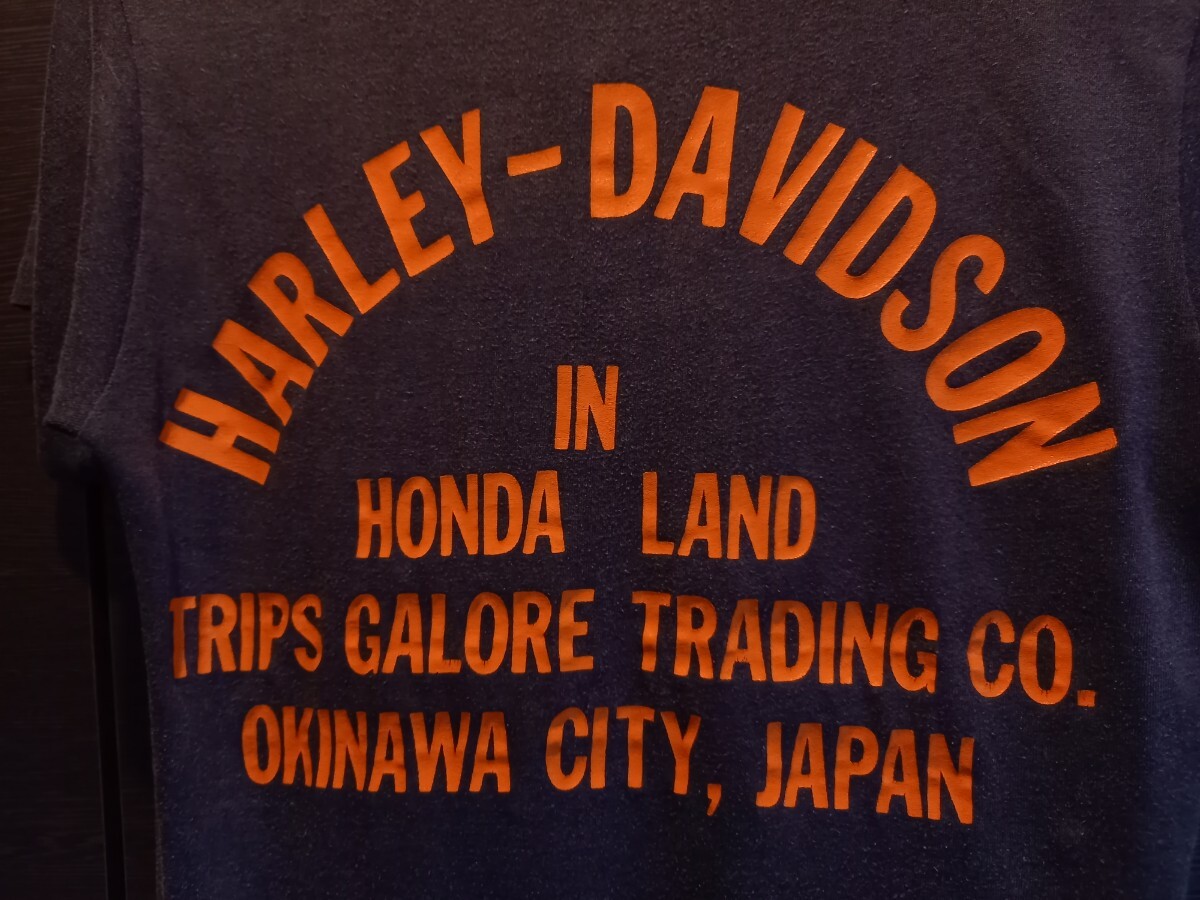 HARLEY-DAVIDSON
IN
HONDA LAND
TRIPS GALORE TRADING CO.
OKINAWA CITY, JAPAN